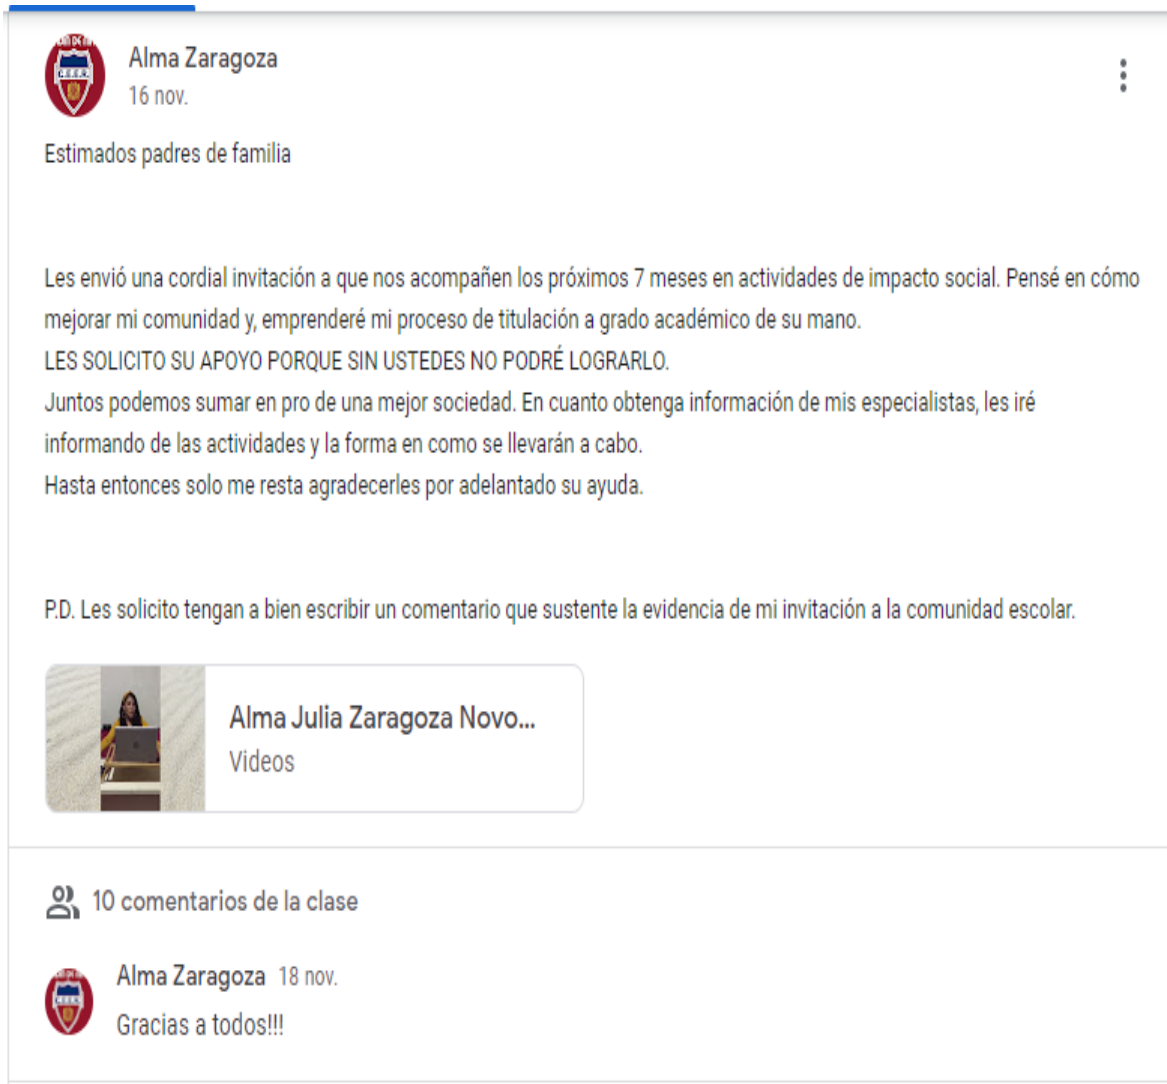 Alma Zaragoza
16 nov.
Estimados padres de familia
Les envió una cordial invitación a que nos acompañen los próximos 7 meses en actividades de impacto social. Pensé en cómo
mejorar mi comunidad y, emprenderé mi proceso de titulación a grado académico de su mano.
LES SOLICITO SU APOYO PORQUE SIN USTEDES NO PODRÉ LOGRARLO.
Juntos podemos sumar en pro de una mejor sociedad. En cuanto obtenga información de mis especialistas, les iré
informando de las actividades y la forma en como se llevarán a cabo.
Hasta entonces solo me resta agradecerles por adelantado su ayuda.
P.D. Les solicito tengan a bien escribir un comentario que sustente la evidencia de mi invitación a la comunidad escolar.
Alma Julia Zaragoza Novo...
Videos
10 comentarios de la clase
Alma Zaragoza 18 nov.
Gracias a todos!!!